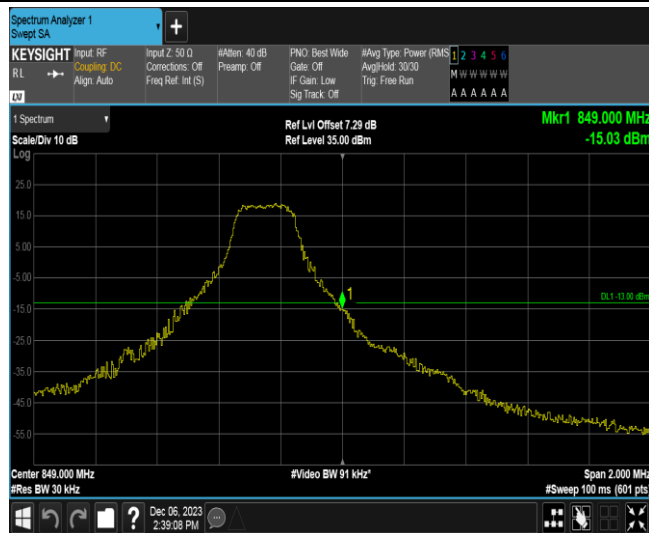 Spectrum Analyzer 1
Swept SA
+
KEYSIGHT
RL
LXI
Input: RF
Coupling: DC
Align: Auto
Input Z: 50 Ω
Corrections: Off
Freq Ref: Int (S)
#Atten: 40 dB
Preamp: Off
PNO: Best Wide
Gate: Off
IF Gain: Low
Sig Track: Off
#Avg Type: Power (RMS
Avg|Hold: 30/30
Trig: Free Run
1 2 3 4 5 6
M W W W W W
A A A A A A
1 Spectrum
Scale/Div 10 dB
Log
Ref Lvl Offset 7.29 dB
Ref Level 35.00 dBm
Mkr1 849.000 MHz
-15.03 dBm
25.0
15.0
5.00
-5.00
-15.0
-25.0
-35.0
-45.0
-55.0
1
DL1 -13.00 dBm
Center 849.000 MHz
#Video BW 91 kHz*
Span 2.000 MHz
#Res BW 30 kHz
#Sweep 100 ms (601 pts)
?
Dec 06, 2023
2:39:08 PM